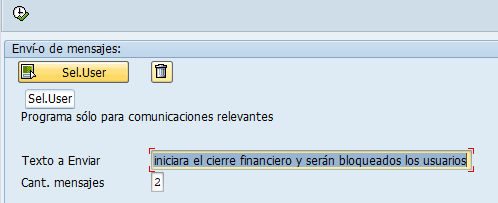 Enví-o de mensajes:
Sel.User
Sel.User
Programa sólo para comunicaciones relevantes
Texto a Enviar iniciara el cierre financiero y serán bloqueados los usuarios
Cant. mensajes 2